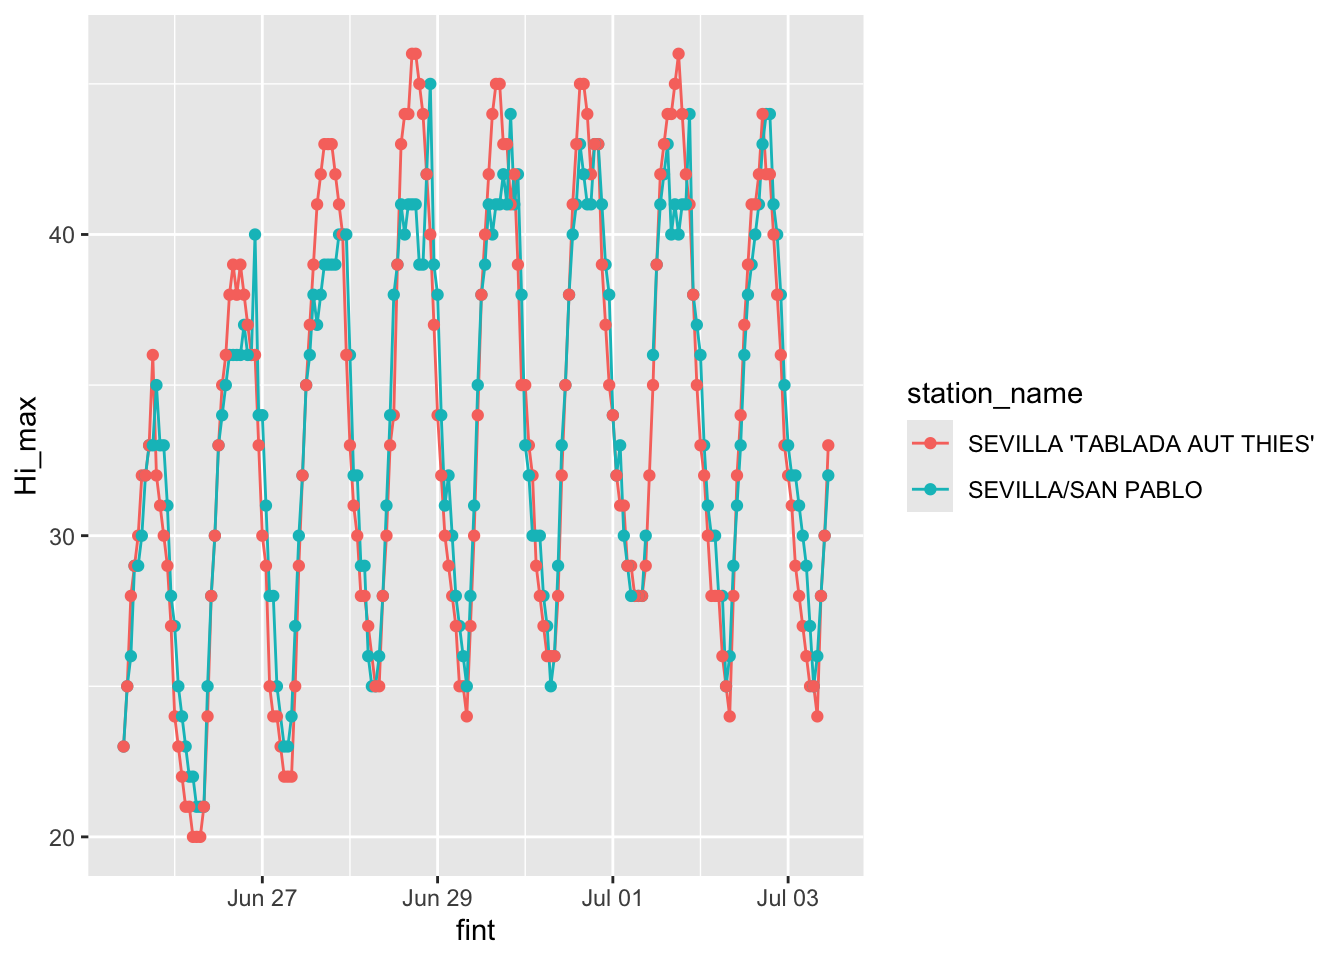 Hi_max
40
30
20
Jun 27
Jun 29
Jul 01
Jul 03
fint
station_name
SEVILLA 'TABLADA AUT THIES'
SEVILLA/SAN PABLO